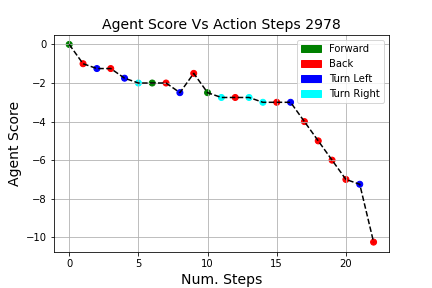 Agent Score Vs Action Steps 2978
Agent Score
0
−2
−4
−6
−8
−10
Forward
Back
Turn Left
Turn Right
0 5 10 15 20
Num. Steps